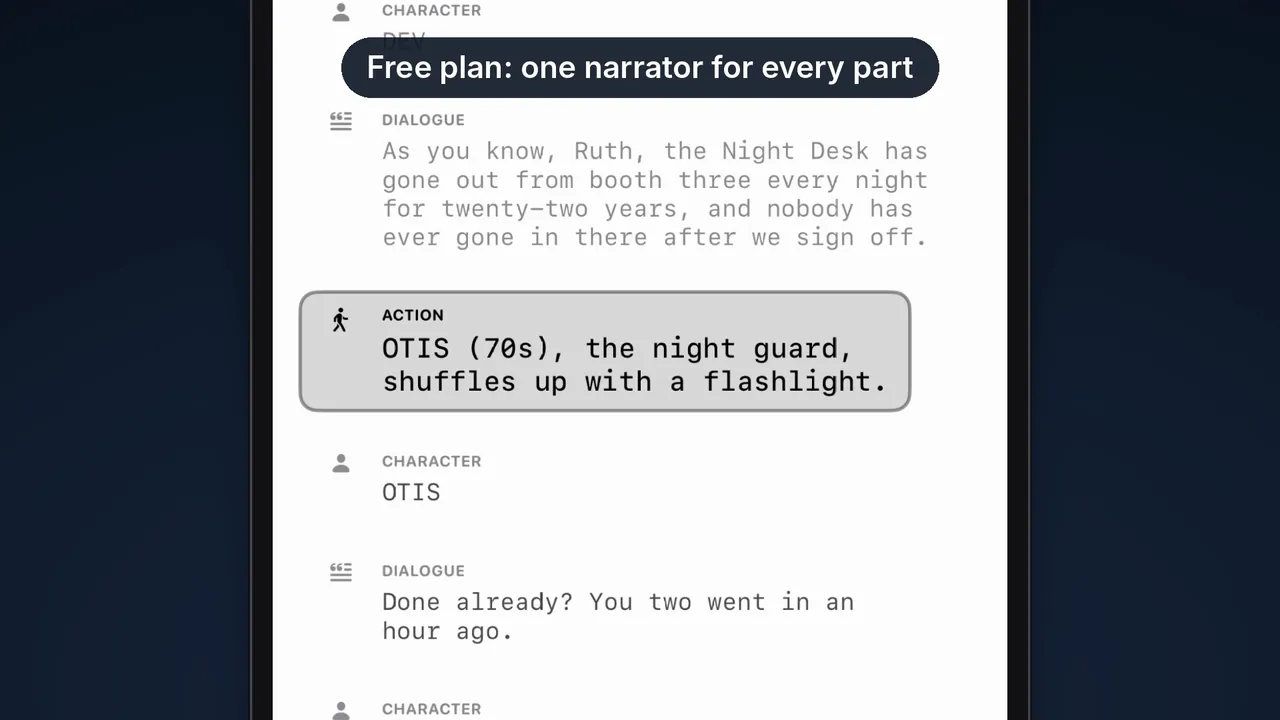 CHARACTER
DEV
Free plan: one narrator for every part
DIALOGUE
As you know, Ruth, the Night Desk has
gone out from booth three every night
for twenty-two years, and nobody has
ever gone in there after we sign off.
ACTION
OTIS (70s), the night guard,
shuffles up with a flashlight.
CHARACTER
OTIS
DIALOGUE
Done already? You two went in an
hour ago.
CHARACTER